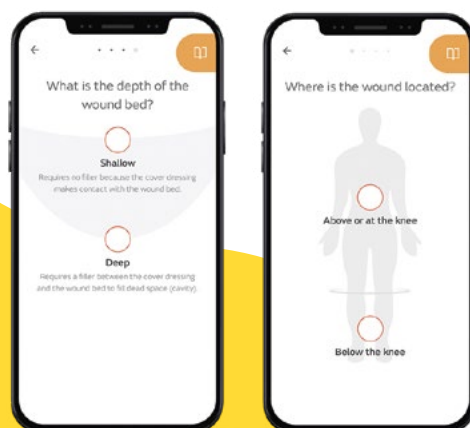 What is the depth of the
wound bed?
Shallow
Requires no filler because the cover dressing
makes contact with the wound bed.
Deep
Requires a filler between the cover dressing
and the wound bed to fill dead space (cavity).
Where is the wound located?
Above or at the knee
Below the knee